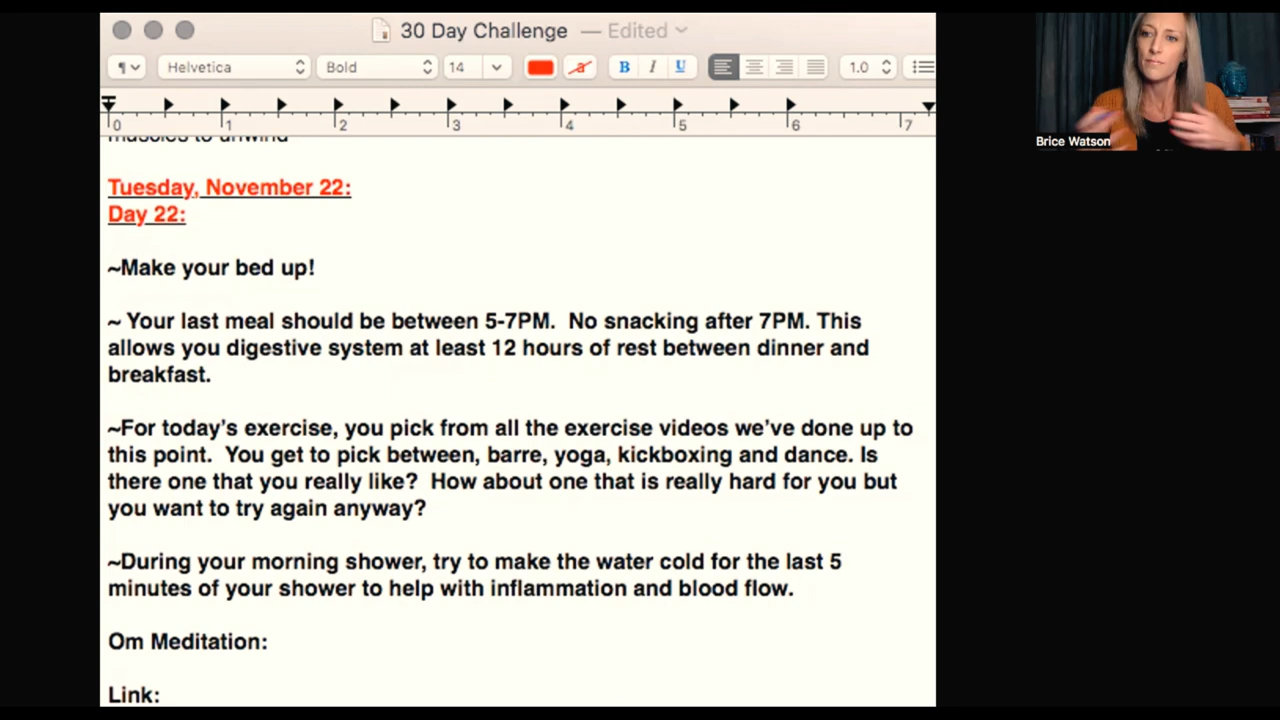 30 Day Challenge — Edited
¶ Helvetica Bold 14 a B I U 1.0
0 1 2 3 4 5 6 7
muscles to unwind
Tuesday, November 22:
Day 22:
~Make your bed up!
~ Your last meal should be between 5-7PM.  No snacking after 7PM. This
allows you digestive system at least 12 hours of rest between dinner and
breakfast.
~For today's exercise, you pick from all the exercise videos we've done up to
this point.  You get to pick between, barre, yoga, kickboxing and dance. Is
there one that you really like?  How about one that is really hard for you but
you want to try again anyway?
~During your morning shower, try to make the water cold for the last 5
minutes of your shower to help with inflammation and blood flow.
Om Meditation:
Link:
Brice Watson